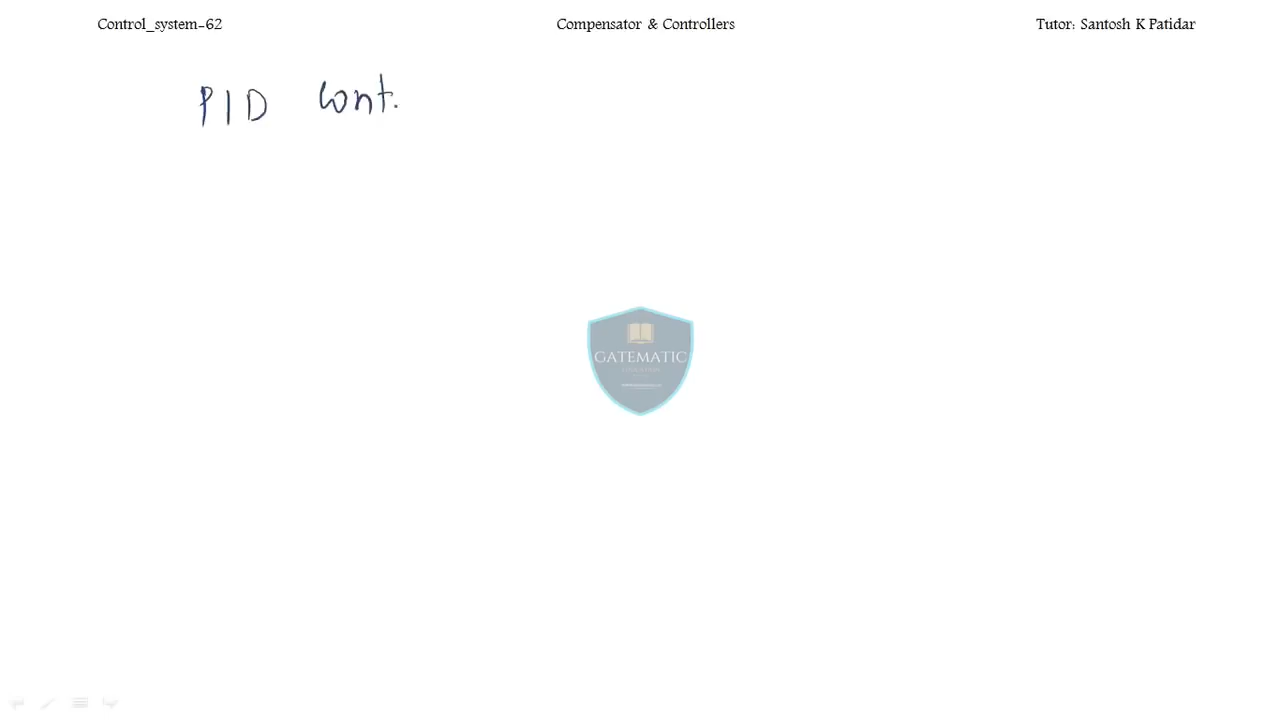 Control_system-62 Compensator & Controllers Tutor: Santosh K Patidar
PID Cont.
GATEMATIC